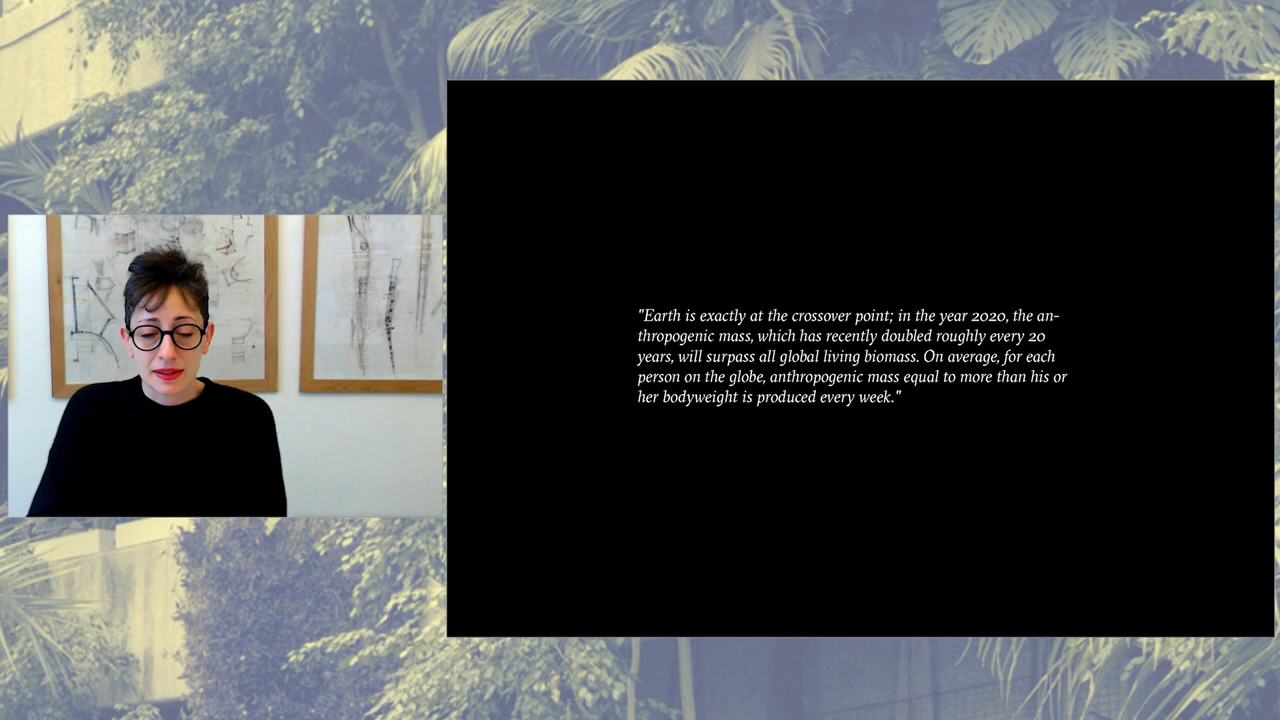 "Earth is exactly at the crossover point; in the year 2020, the an-
thropogenic mass, which has recently doubled roughly every 20
years, will surpass all global living biomass. On average, for each
person on the globe, anthropogenic mass equal to more than his or
her bodyweight is produced every week."